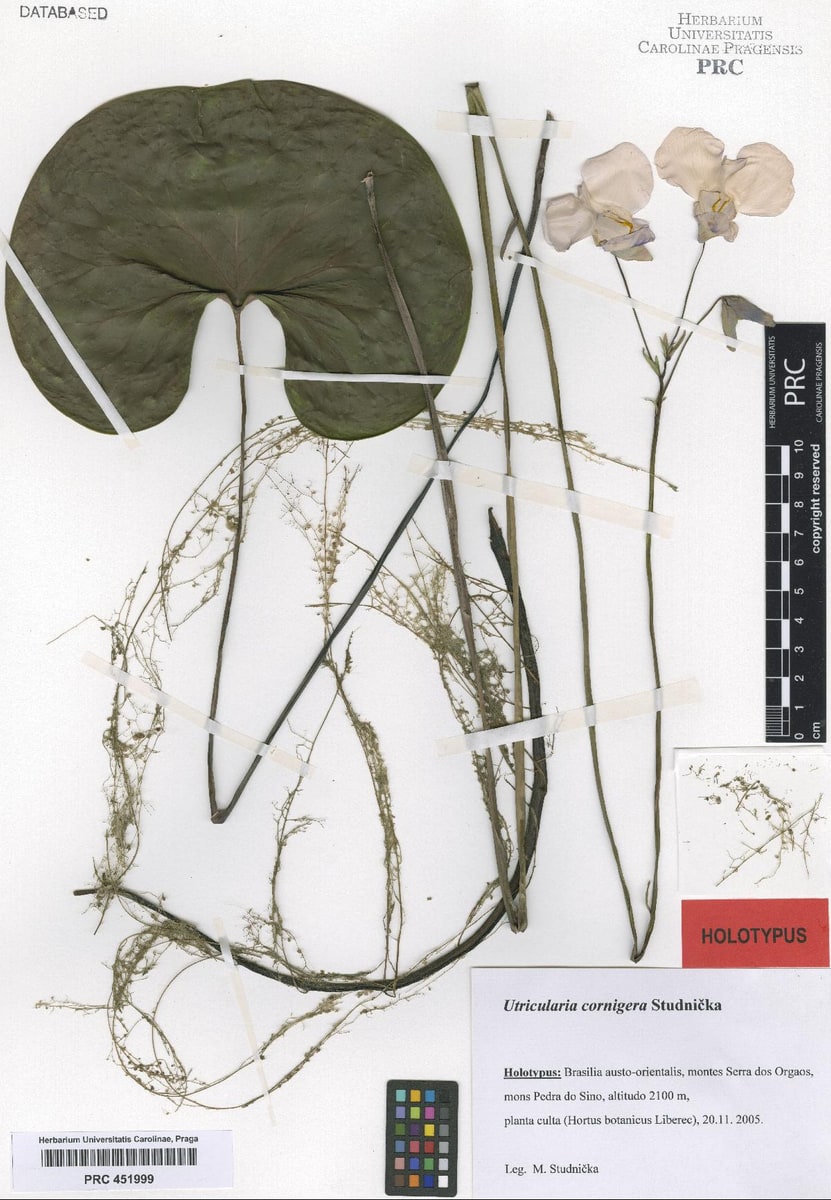 DATABASED
HERBARIUM
UNIVERSITATIS
CAROLINAE PRAGENSIS
PRC
HERBARIUM UNIVERSITATIS
PRC
CAROLINAE PRAGENSIS
copyright reserved
0 1 2 3 4 5 6 7 8 9 10
cm
HOLOTYPUS
Utricularia cornigera Studnička
Holotypus: Brasilia austo-orientalis, montes Serra dos Orgaos,
mons Pedra do Sino, altitudo 2100 m,
planta culta (Hortus botanicus Liberec), 20.11. 2005.
Leg. M. Studnička
Herbarium Universitatis Carolinae, Praga
PRC 451999